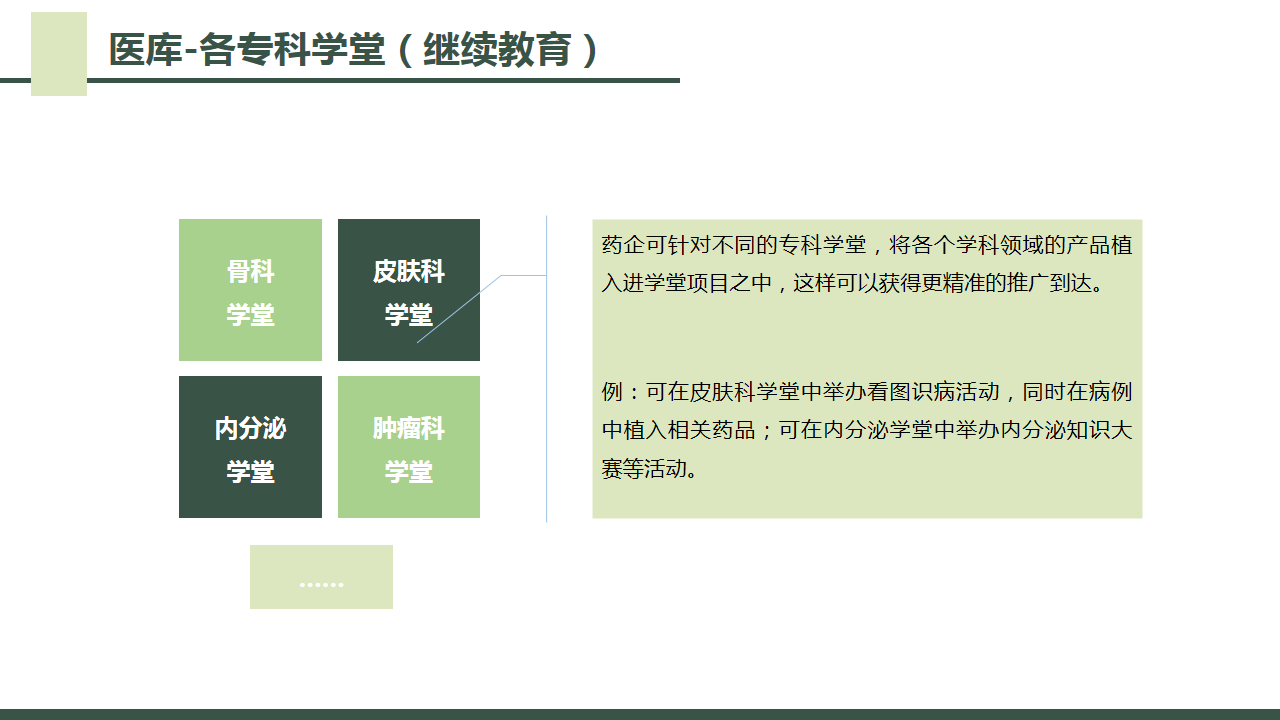 医库-各专科学堂（继续教育）
骨科
学堂
皮肤科
学堂
内分泌
学堂
肿瘤科
学堂
……
药企可针对不同的专科学堂，将各个学科领域的产品植
入进学堂项目之中，这样可以获得更精准的推广到达。
例：可在皮肤科学堂中举办看图识病活动，同时在病例
中植入相关药品；可在内分泌学堂中举办内分泌知识大
赛等活动。